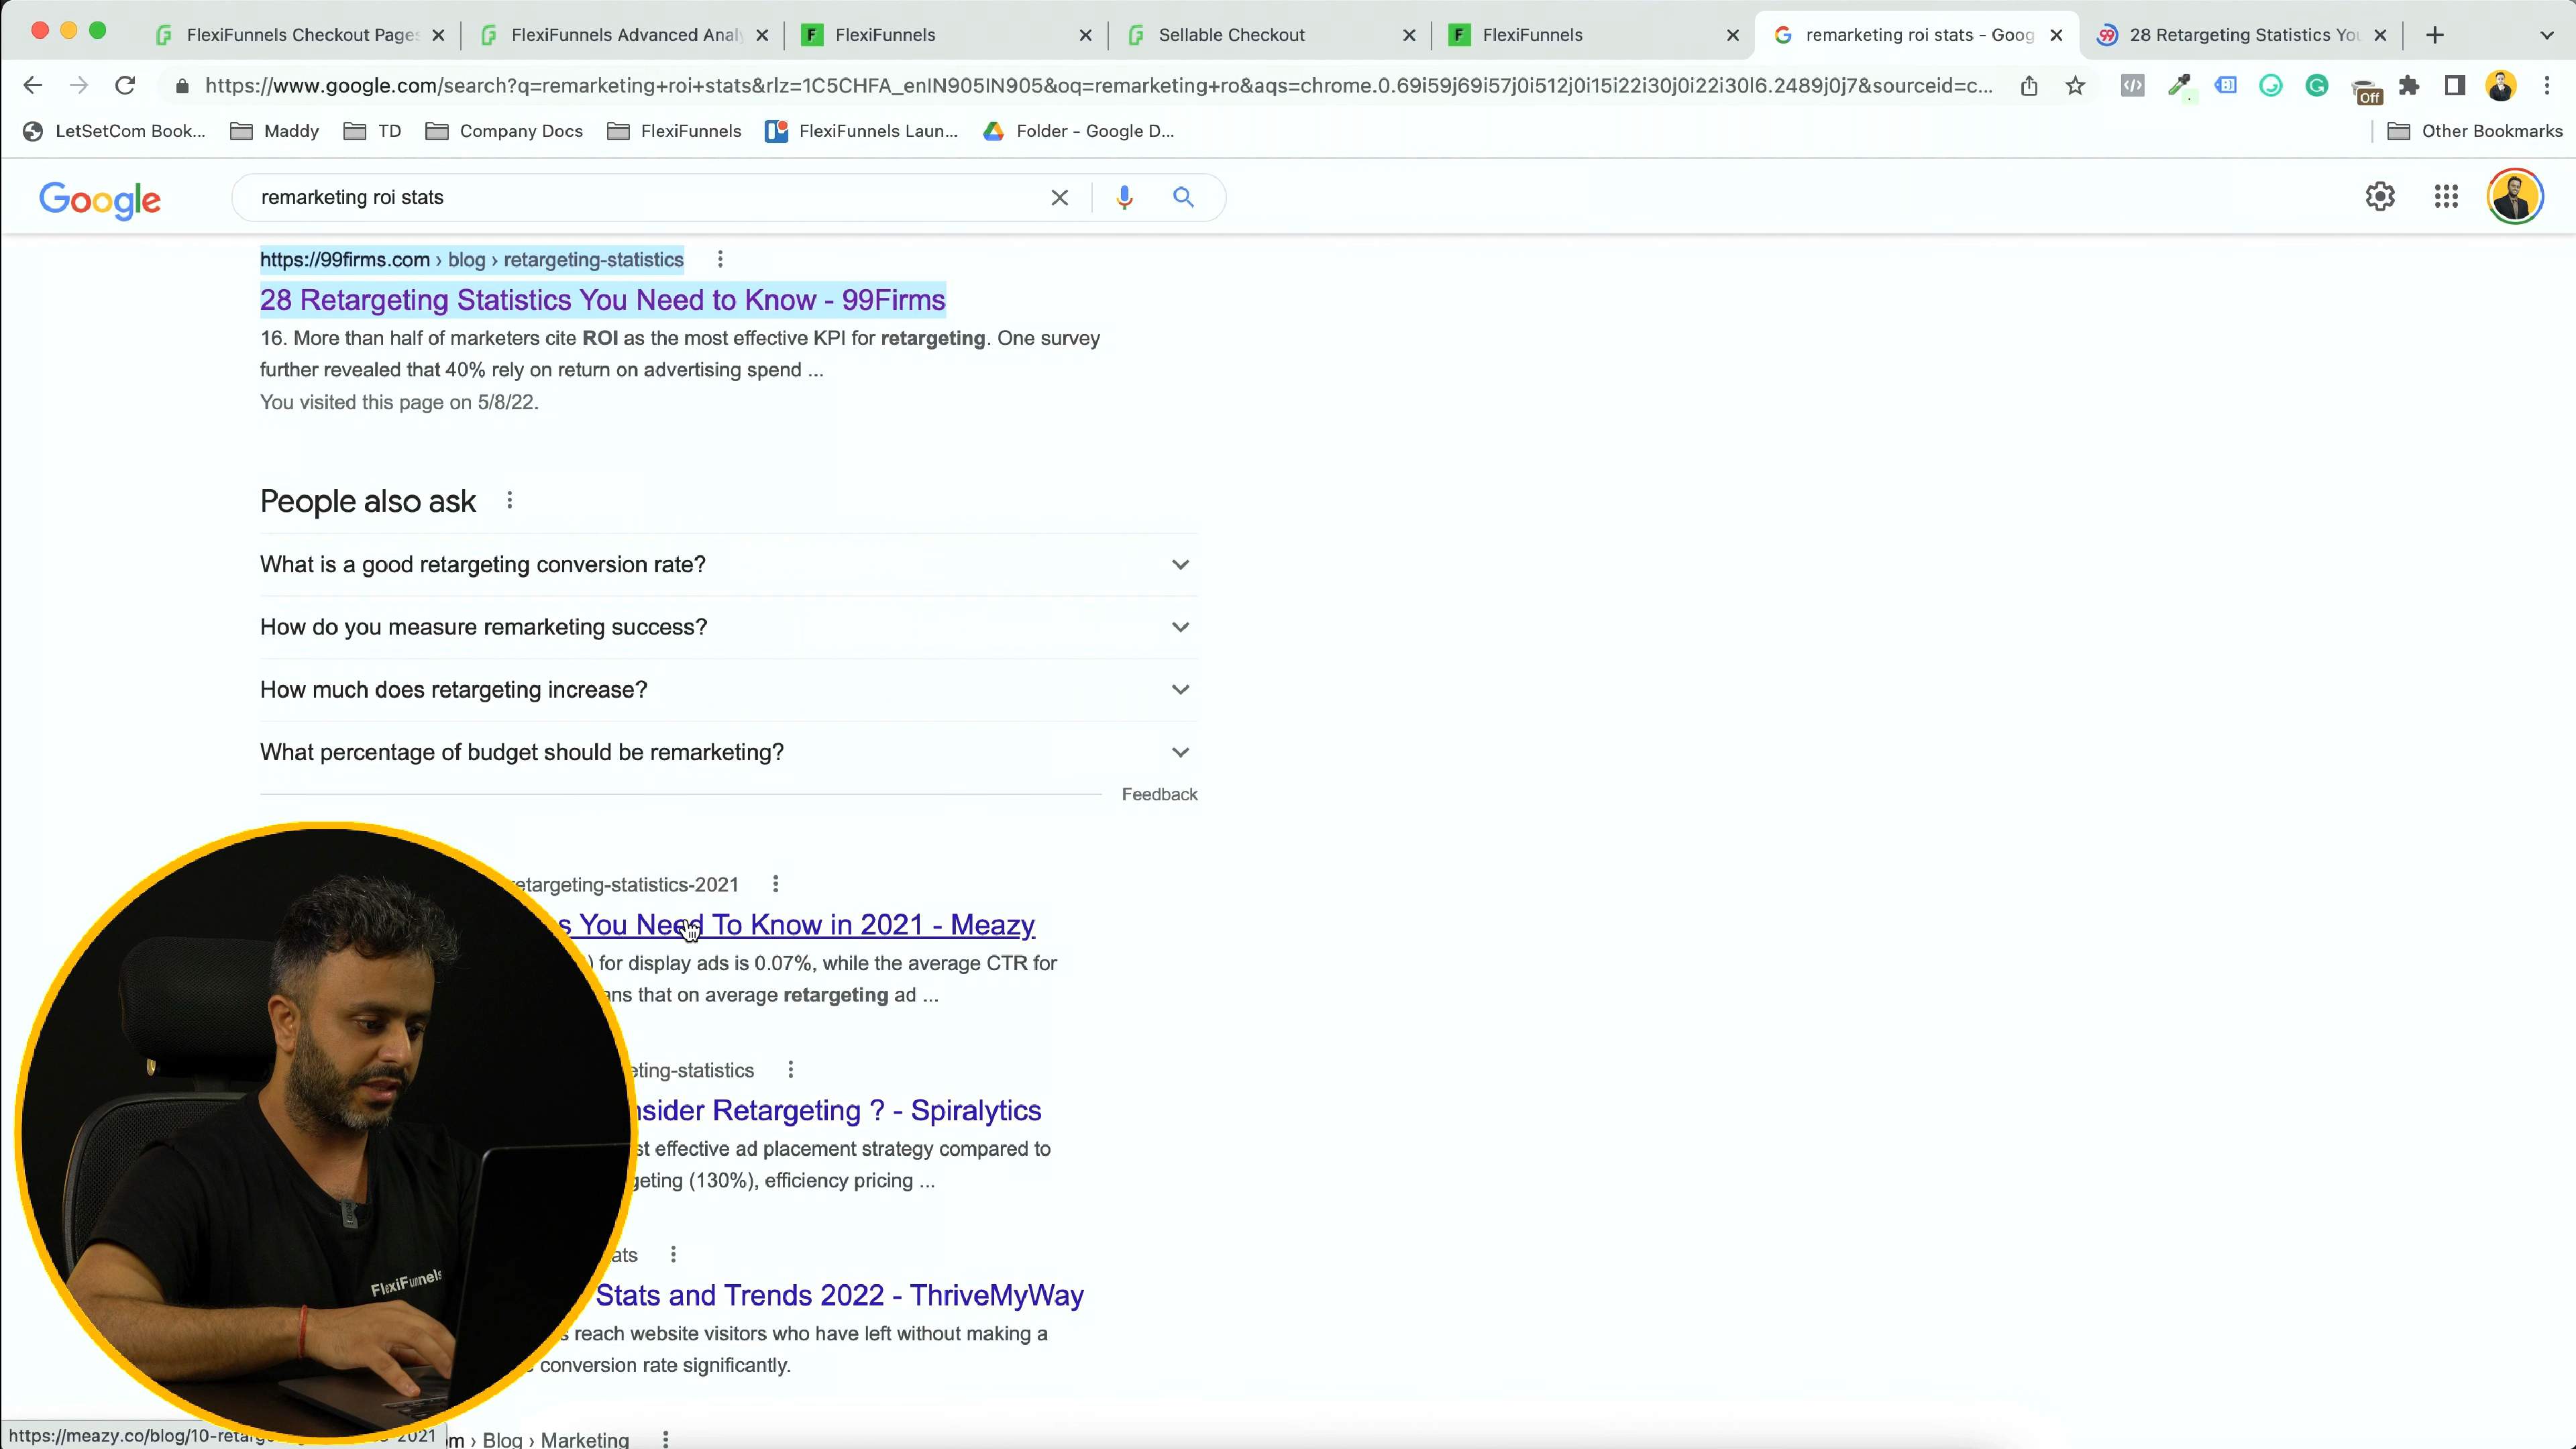 FlexiFunnels Checkout Pages
FlexiFunnels Advanced Analy
FlexiFunnels
Sellable Checkout
FlexiFunnels
remarketing roi stats - Goog
28 Retargeting Statistics You
https://www.google.com/search?q=remarketing+roi+stats&rlz=1C5CHFA_enIN905IN905&oq=remarketing+ro&aqs=chrome.0.69i59j69i57j0i512j0i15i22i30j0i22i30l6.2489j0j7&sourceid=c...
Off
LetSetCom Book...
Maddy
TD
Company Docs
FlexiFunnels
FlexiFunnels Laun...
Folder - Google D...
Other Bookmarks
Google
remarketing roi stats
https://99firms.com › blog › retargeting-statistics
28 Retargeting Statistics You Need to Know - 99Firms
16. More than half of marketers cite ROI as the most effective KPI for retargeting. One survey
further revealed that 40% rely on return on advertising spend ...
You visited this page on 5/8/22.
People also ask
What is a good retargeting conversion rate?
How do you measure remarketing success?
How much does retargeting increase?
What percentage of budget should be remarketing?
Feedback
retargeting-statistics-2021
s You Need To Know in 2021 - Meazy
) for display ads is 0.07%, while the average CTR for
ans that on average retargeting ad ...
eting-statistics
nsider Retargeting ? - Spiralytics
st effective ad placement strategy compared to
geting (130%), efficiency pricing ...
ats
Stats and Trends 2022 - ThriveMyWay
s reach website visitors who have left without making a
conversion rate significantly.
FlexiFunnels
https://meazy.co/blog/10-retarg
2021
m › Blog › Marketing